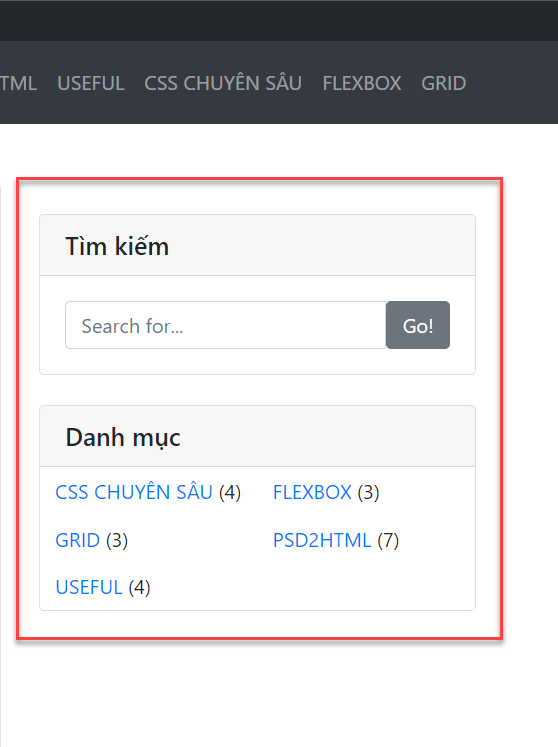 TML USEFUL CSS CHUYÊN SÂU FLEXBOX GRID
Tìm kiếm
Search for... Go!
Danh mục
CSS CHUYÊN SÂU (4) FLEXBOX (3)
GRID (3) PSD2HTML (7)
USEFUL (4)